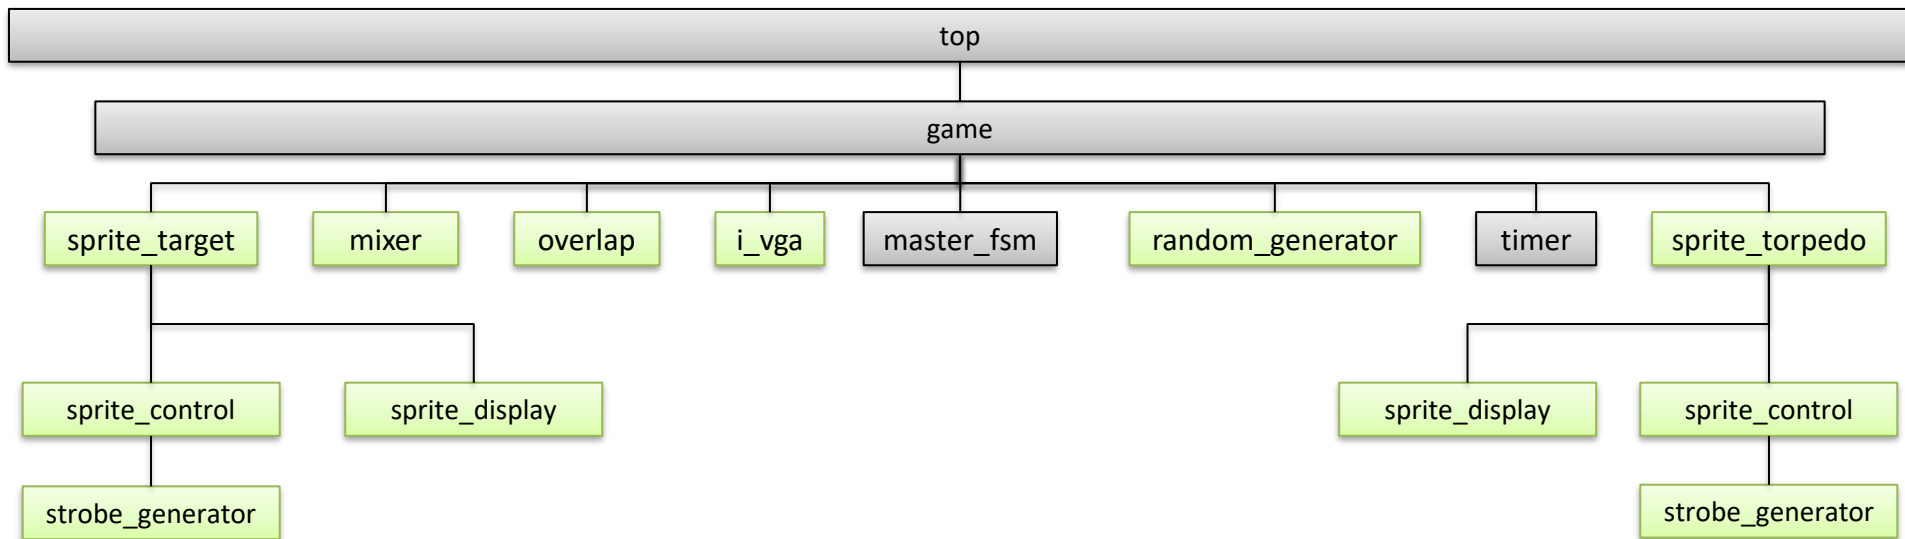 top
game
sprite_target
mixer
overlap
i_vga
master_fsm
random_generator
timer
sprite_torpedo
sprite_control
sprite_display
sprite_display
sprite_control
strobe_generator
strobe_generator